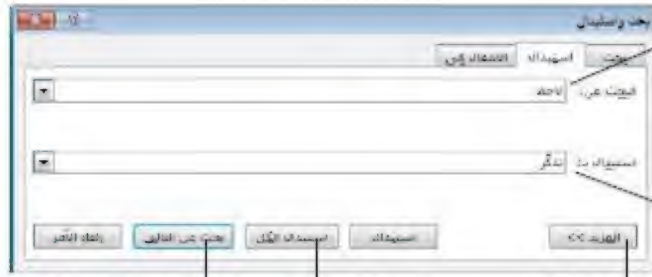 بحث واستبدال
بحث استبدال الانتقال إلى
البحث عن: لاحظ
استبدال بـ: تذكّر
المزيد >> استبدال استبدال الكل بحث عن التالي إلغاء الأمر